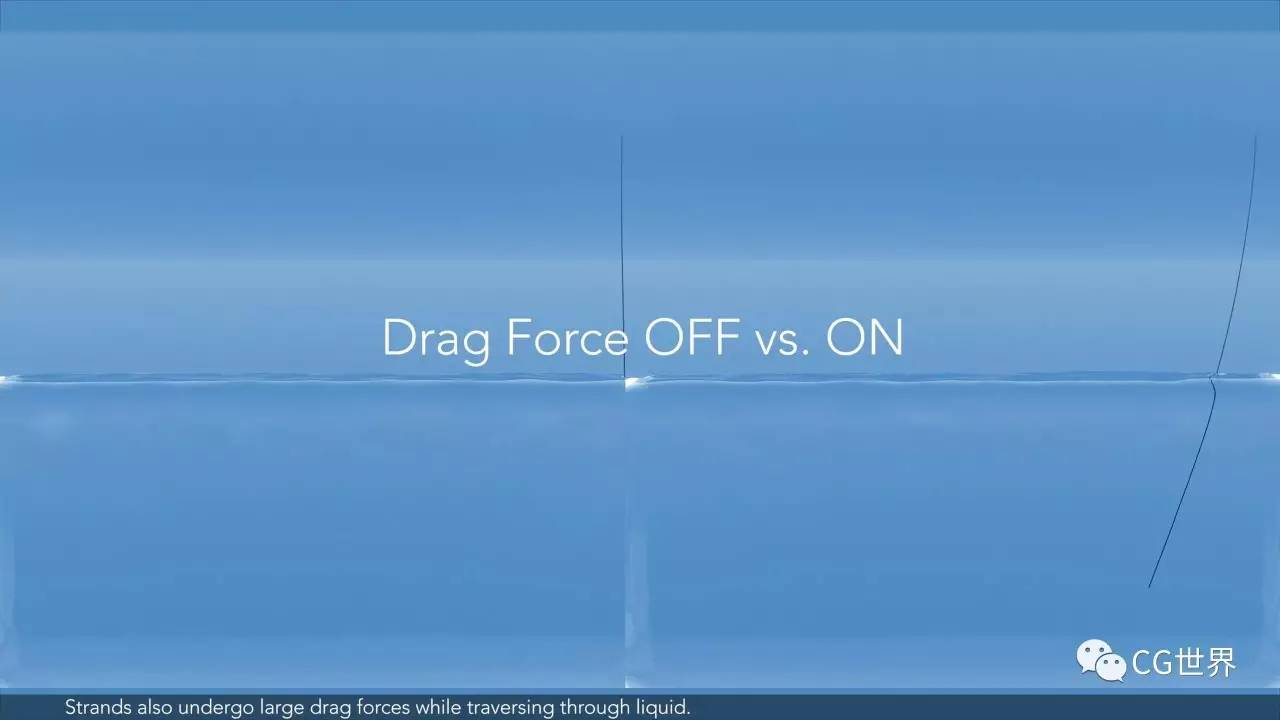 Drag Force OFF vs. ON
CG世界
Strands also undergo large drag forces while traversing through liquid.